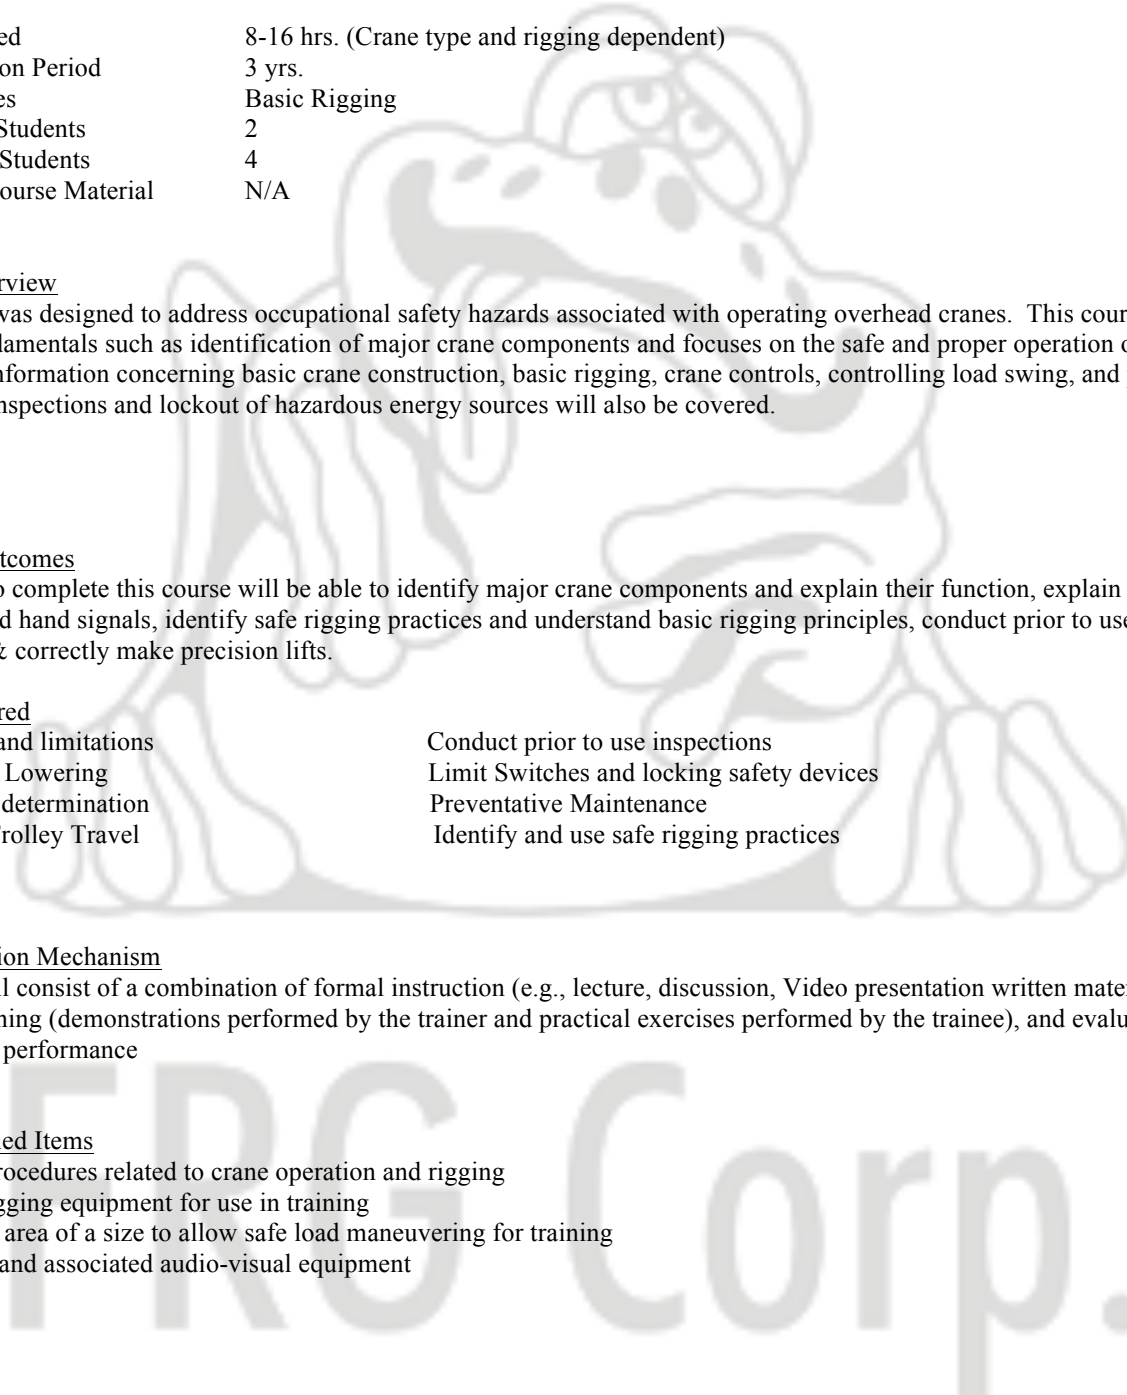 ed 8-16 hrs. (Crane type and rigging dependent)
on Period 3 yrs.
es Basic Rigging
Students 2
Students 4
ourse Material N/A
rview
was designed to address occupational safety hazards associated with operating overhead cranes. This cour
damentals such as identification of major crane components and focuses on the safe and proper operation o
nformation concerning basic crane construction, basic rigging, crane controls, controlling load swing, and
nspections and lockout of hazardous energy sources will also be covered.
tcomes
o complete this course will be able to identify major crane components and explain their function, explain
d hand signals, identify safe rigging practices and understand basic rigging principles, conduct prior to use
& correctly make precision lifts.
red
and limitations Conduct prior to use inspections
Lowering Limit Switches and locking safety devices
determination Preventative Maintenance
Trolley Travel Identify and use safe rigging practices
ion Mechanism
ll consist of a combination of formal instruction (e.g., lecture, discussion, Video presentation written mater
ning (demonstrations performed by the trainer and practical exercises performed by the trainee), and evalu
performance
ed Items
rocedures related to crane operation and rigging
gging equipment for use in training
area of a size to allow safe load maneuvering for training
and associated audio-visual equipment
FRG Corp.